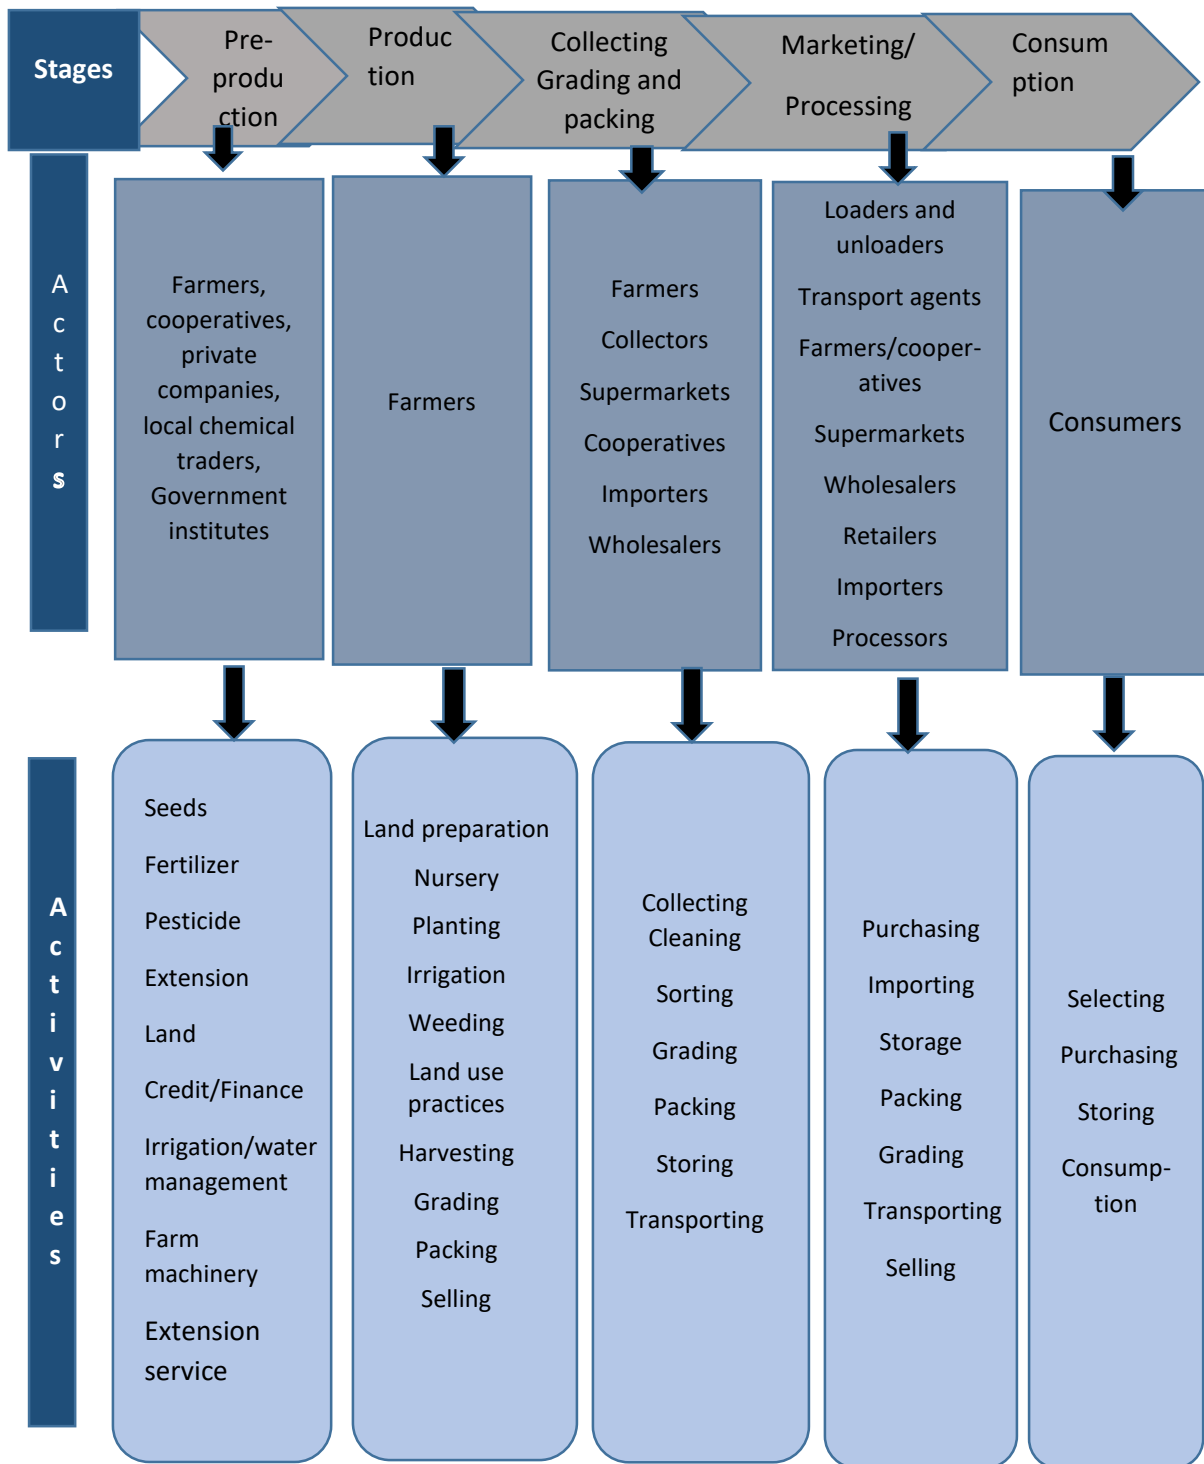 Stages
Pre-
produ
ction
Produc
tion
Collecting
Grading and
packing
Marketing/
Processing
Consum
ption
A
c
t
o
r
s
Farmers,
cooperatives,
private
companies,
local chemical
traders,
Government
institutes
Farmers
Farmers
Collectors
Supermarkets
Cooperatives
Importers
Wholesalers
Loaders and
unloaders
Transport agents
Farmers/cooper-
atives
Supermarkets
Wholesalers
Retailers
Importers
Processors
Consumers
A
c
t
i
v
i
t
i
e
s
Seeds
Fertilizer
Pesticide
Extension
Land
Credit/Finance
Irrigation/water
management
Farm
machinery
Extension
service
Land preparation
Nursery
Planting
Irrigation
Weeding
Land use
practices
Harvesting
Grading
Packing
Selling
Collecting
Cleaning
Sorting
Grading
Packing
Storing
Transporting
Purchasing
Importing
Storage
Packing
Grading
Transporting
Selling
Selecting
Purchasing
Storing
Consump-
tion